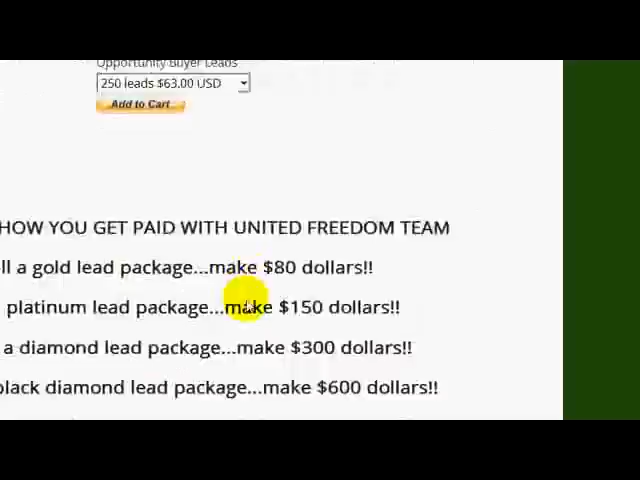 Opportunity Buyer Leads
250 leads $63.00 USD
Add to Cart
HOW YOU GET PAID WITH UNITED FREEDOM TEAM
ll a gold lead package...make $80 dollars!!
platinum lead package...make $150 dollars!!
a diamond lead package...make $300 dollars!!
black diamond lead package...make $600 dollars!!